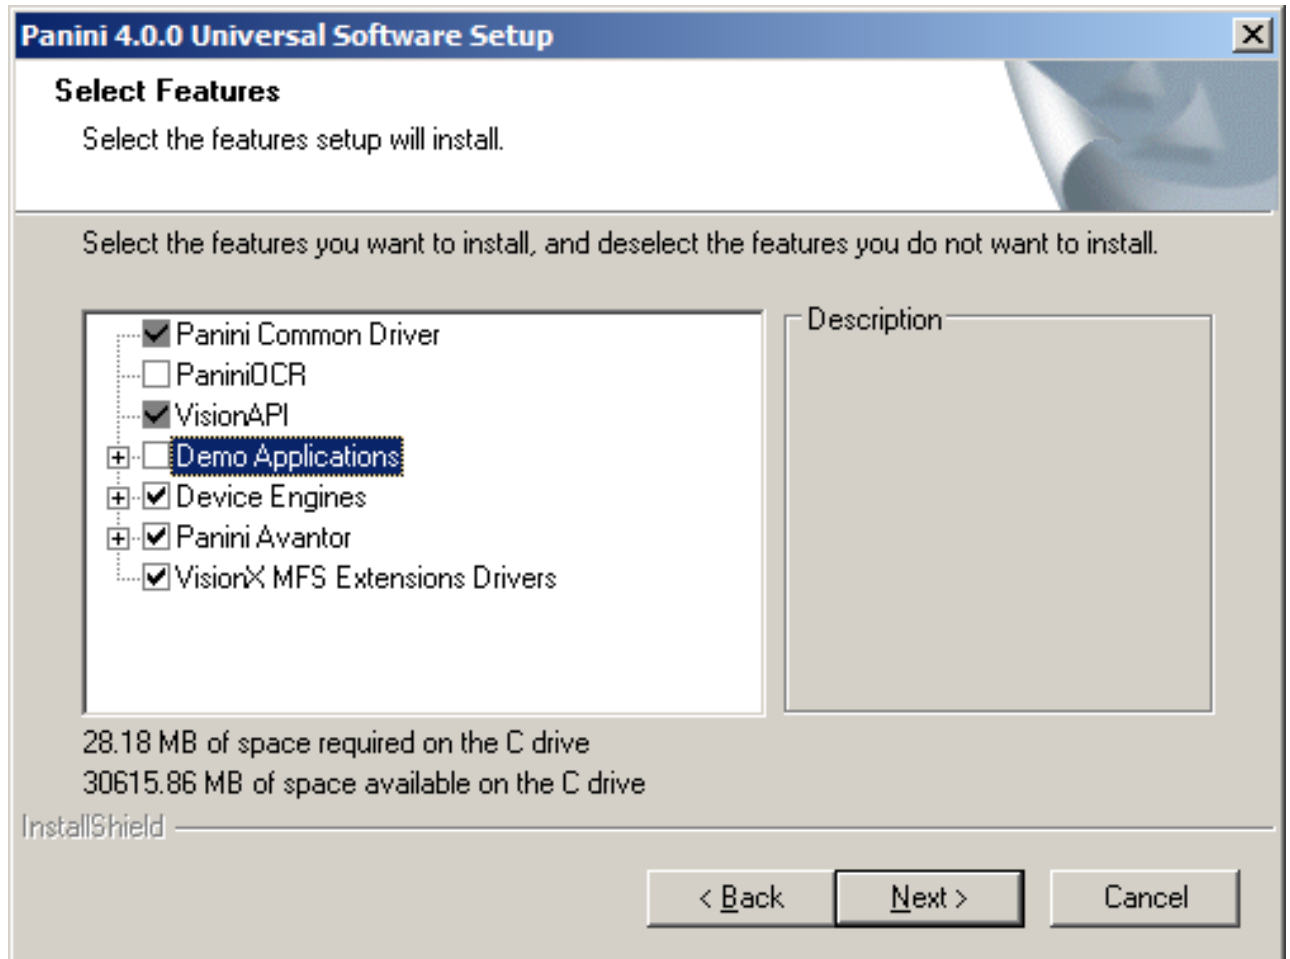 Panini 4.0.0 Universal Software Setup
Select Features
Select the features setup will install.
Select the features you want to install, and deselect the features you do not want to install.
Panini Common Driver
PaniniOCR
VisionAPI
Demo Applications
Device Engines
Panini Avantor
VisionX MFS Extensions Drivers
Description
28.18 MB of space required on the C drive
30615.86 MB of space available on the C drive
InstallShield
< Back
Next >
Cancel